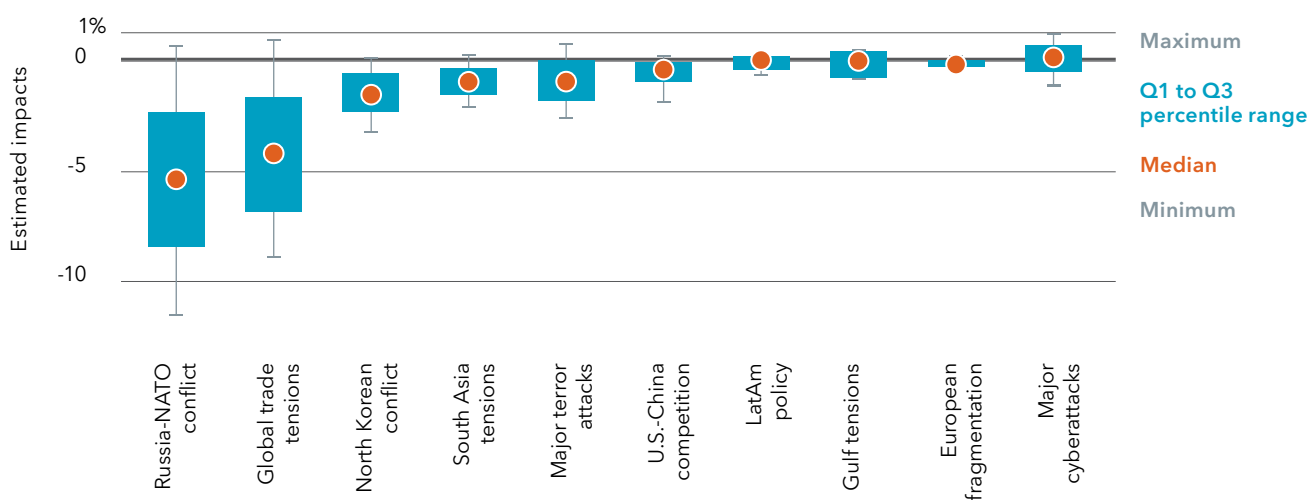 1%
0
-5
-10
Estimated impacts
Maximum
Q1 to Q3
percentile range
Median
Minimum
Russia-NATO
conflict
Global trade
tensions
North Korean
conflict
South Asia
tensions
Major terror
attacks
U.S.-China
competition
LatAm
policy
Gulf tensions
European
fragmentation
Major
cyberattacks